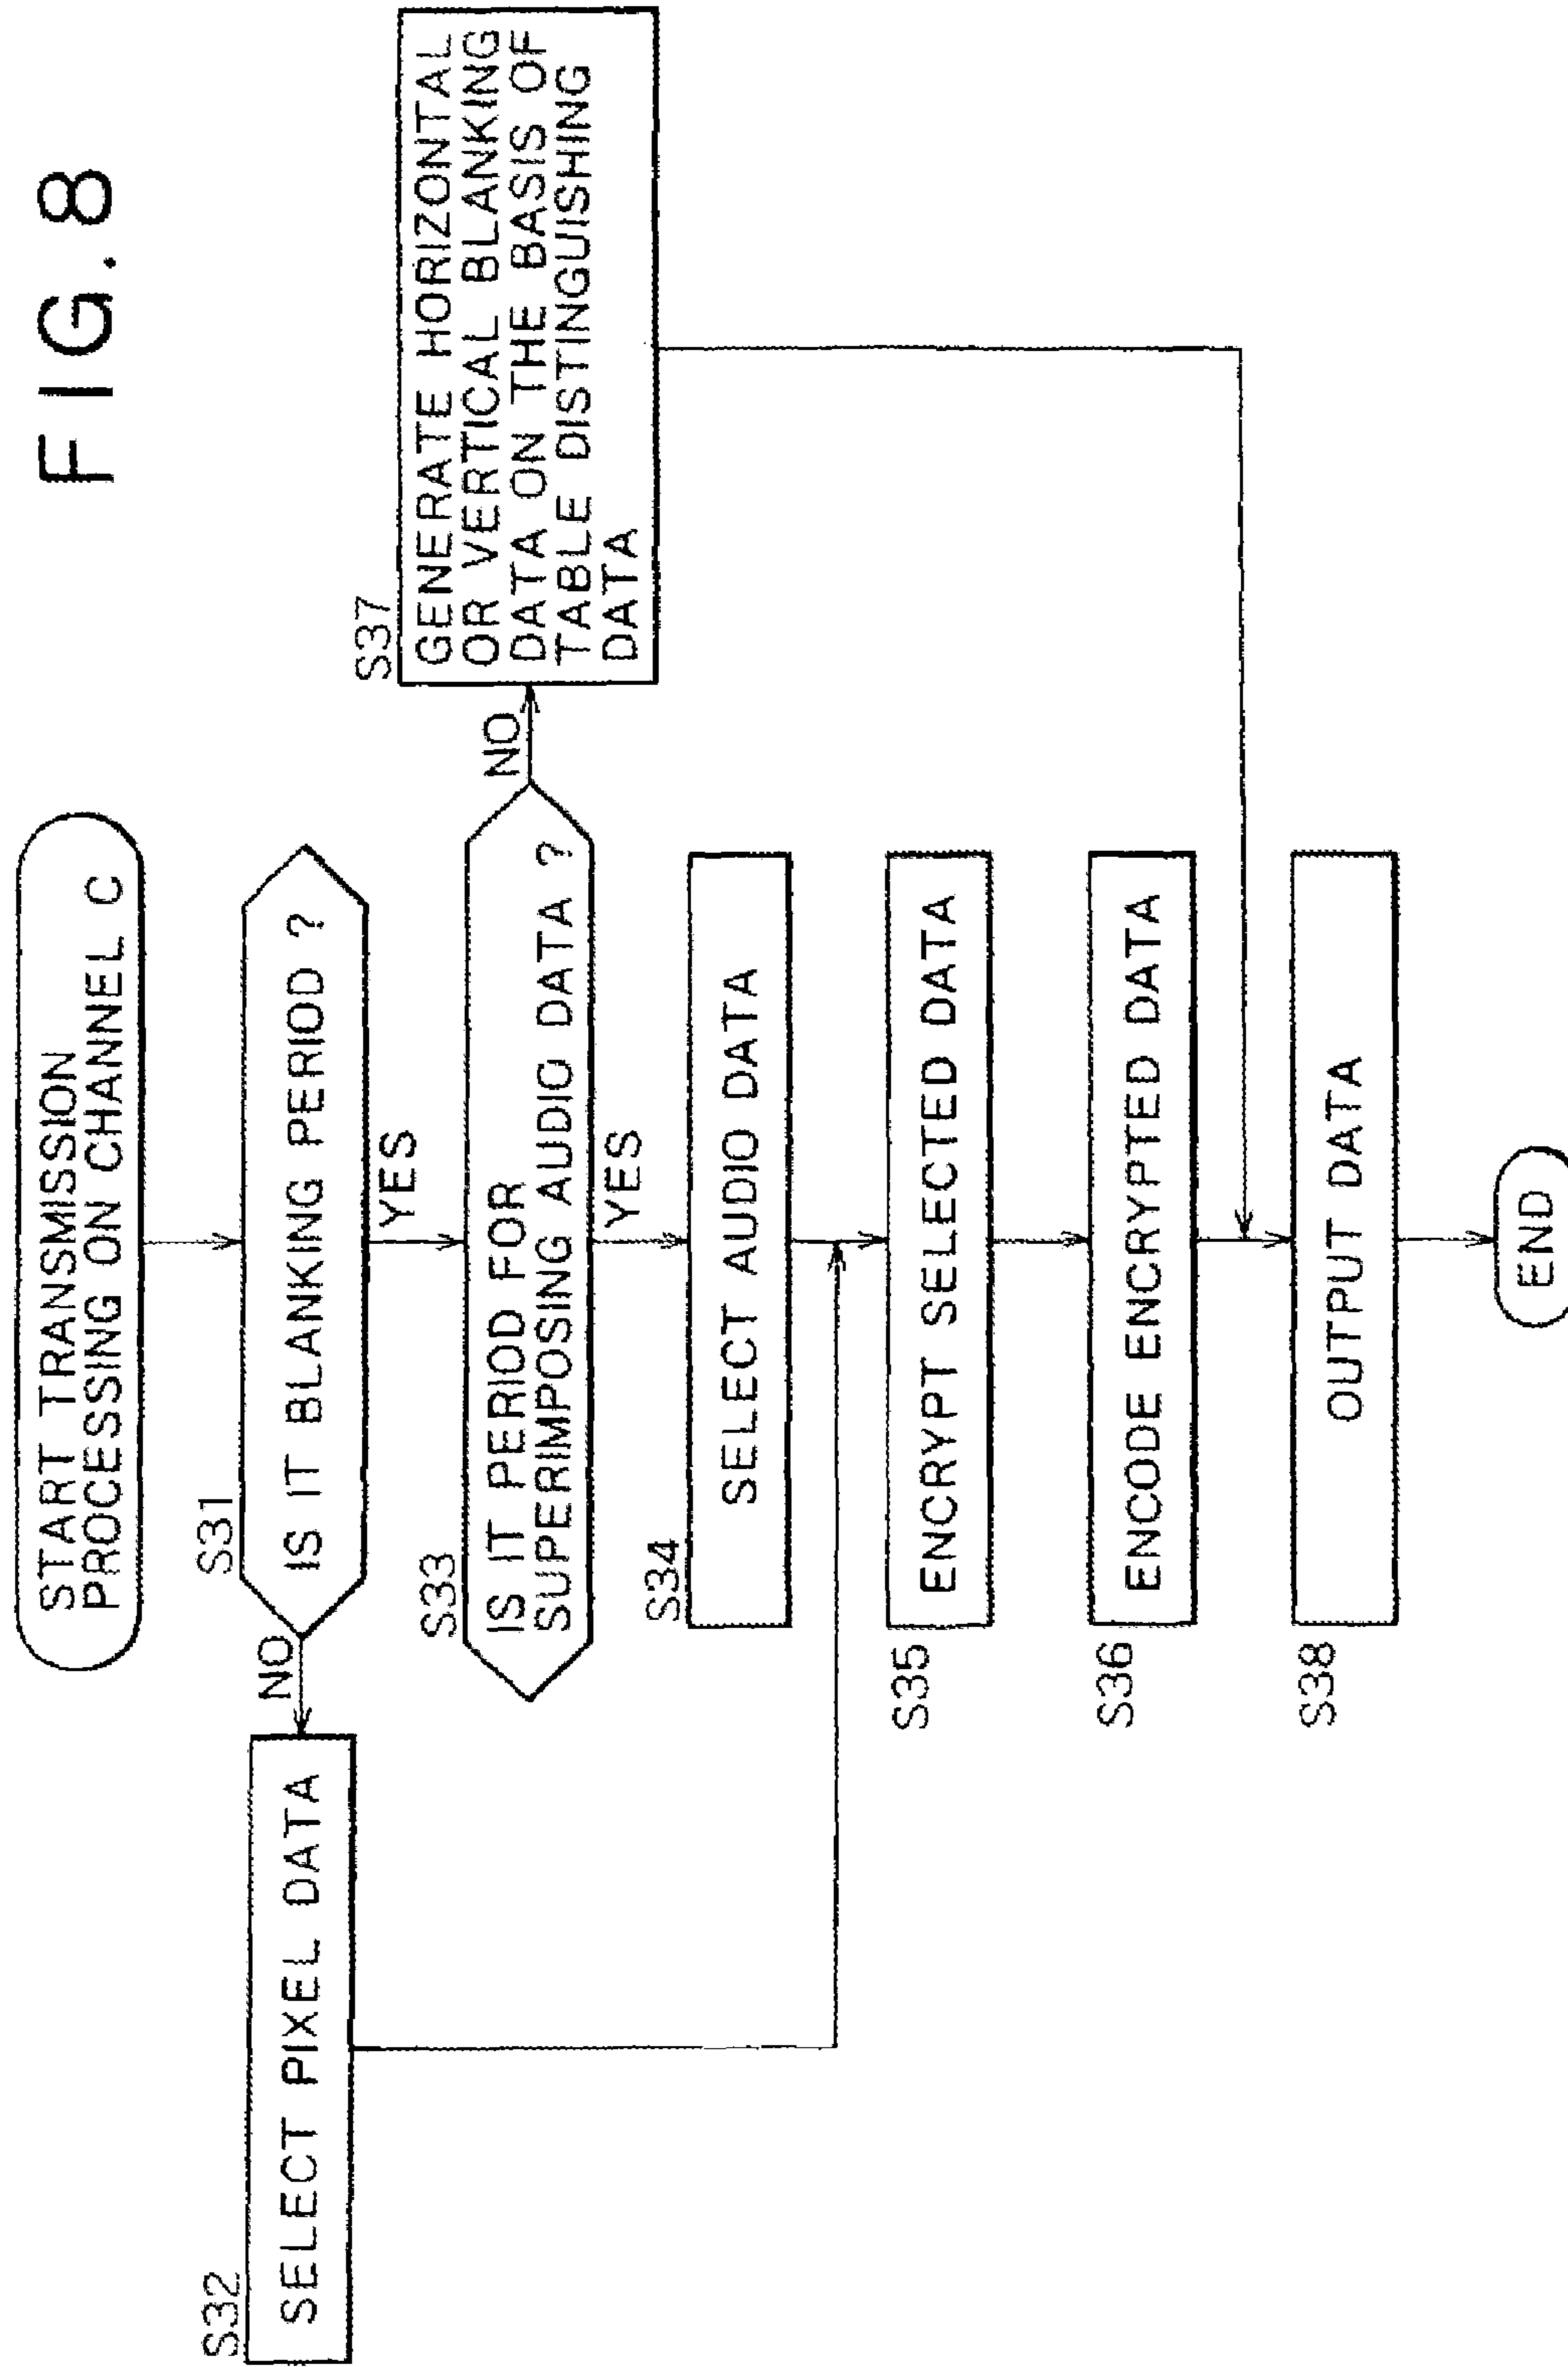 FIG.8
START TRANSMISSION
PROCESSING ON CHANNEL C
S31
IS IT BLANKING PERIOD ?
NO
YES
S32
SELECT PIXEL DATA
S33
IS IT PERIOD FOR
SUPERIMPOSING AUDIO DATA ?
NO
YES
S37
GENERATE HORIZONTAL
OR VERTICAL BLANKING
DATA ON THE BASIS OF
TABLE DISTINGUISHING
DATA
S34
SELECT AUDIO DATA
S35
ENCRYPT SELECTED DATA
S36
ENCODE ENCRYPTED DATA
S38
OUTPUT DATA
END